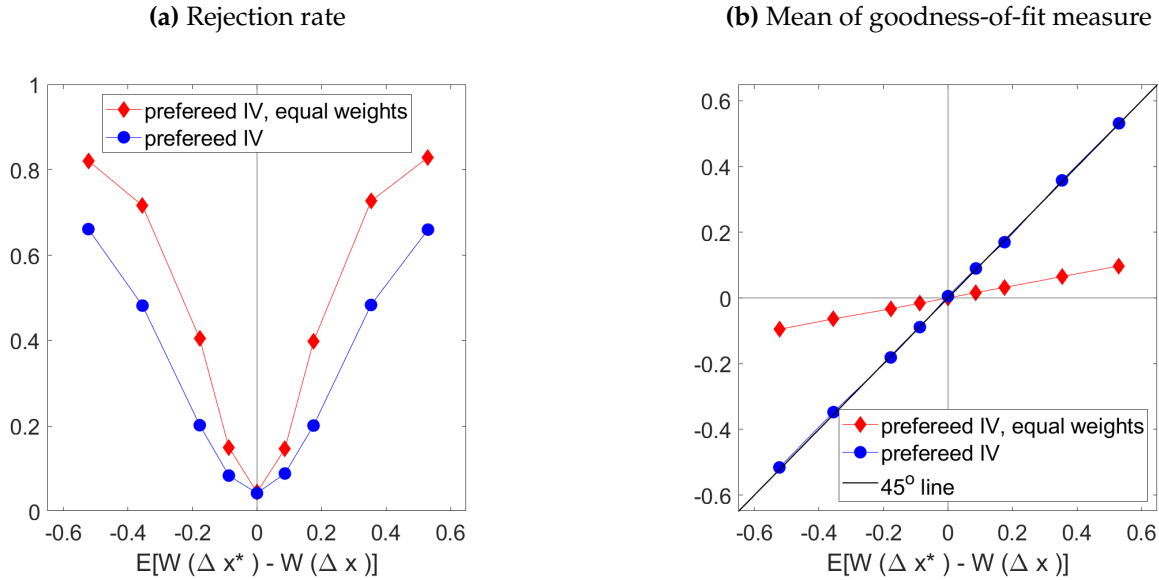 (a) Rejection rate
1
0.8
0.6
0.4
0.2
0
-0.6 -0.4 -0.2 0 0.2 0.4 0.6
E[W (Δ x* ) - W (Δ x )]
prefereed IV, equal weights
prefereed IV
(b) Mean of goodness-of-fit measure
0.6
0.4
0.2
0
-0.2
-0.4
-0.6
-0.6 -0.4 -0.2 0 0.2 0.4 0.6
E[W (Δ x* ) - W (Δ x )]
prefereed IV, equal weights
prefereed IV
45o line